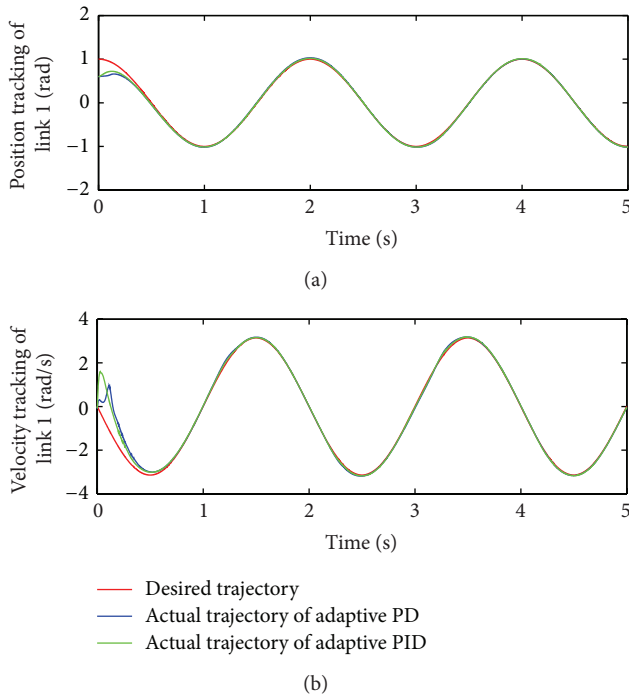 Position tracking of
link 1 (rad)
2
1
0
−1
−2
0 1 2 3 4 5
Time (s)
(a)
Velocity tracking of
link 1 (rad/s)
4
2
0
−2
−4
0 1 2 3 4 5
Time (s)
Desired trajectory
Actual trajectory of adaptive PD
Actual trajectory of adaptive PID
(b)